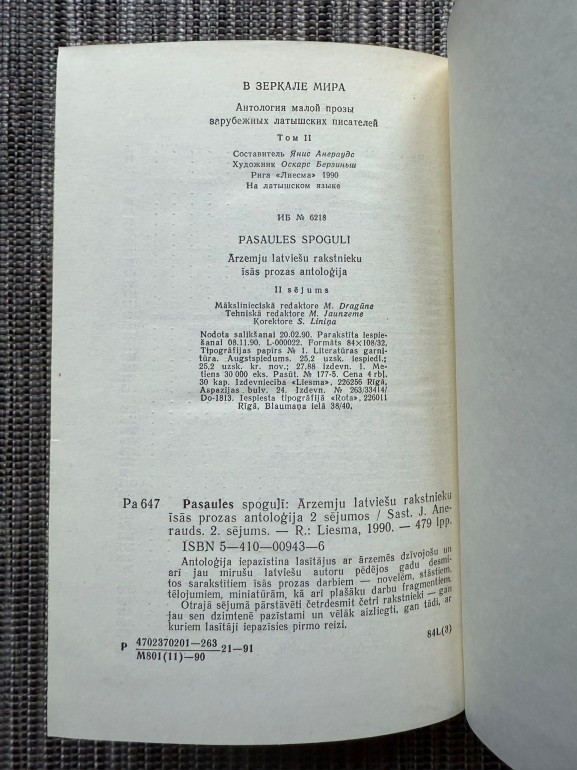 В ЗЕРКАЛЕ МИРА
Антология малой прозы
зарубежных латышских писателей
Том II
Составитель Янис Анераудс
Художник Оскарс Берзиньш
Рига «Лиесма» 1990
На латышском языке
ИБ № 6218
PASAULES SPOGULĪ
Ārzemju latviešu rakstnieku
īsās prozas antoloģija
II sējums
Mākslinieciskā redaktore M. Dragūne
Tehniskā redaktore M. Jaunzeme
Korektore S. Liniņa
Nodota salikšanai 20.02.90. Parakstīta iespie-
šanai 08.11.90. L-000022. Formāts 84×108/32.
Tipogrāfijas papīrs № 1. Literatūras garni-
tūra. Augstspiedums. 25,2 uzsk. iespiedl.;
25,2 uzsk. kr. nov.; 27,88 izdevn. l. Me-
tiens 30 000 eks. Pasūt. № 177-5. Cena 4 rbļ.
30 kap. Izdevniecība «Liesma», 226256 Rīgā,
Aspazijas bulv. 24. Izdevn. № 263/33414/
Do-1813. Iespiesta tipogrāfijā «Rota», 226011
Rīgā, Blaumaņa ielā 38/40.
Pa 647 Pasaules spoguļī: Ārzemju latviešu rakstnieku
īsās prozas antoloģija 2 sējumos / Sast. J. Ane-
rauds. 2. sējums. — R.: Liesma, 1990. — 479 lpp.
ISBN 5—410—00943—6
Antoloģija iepazīstina lasītājus ar ārzemēs dzīvojošu un
arī jau mirušu latviešu autoru pēdējos gadu desmi-
tos sarakstītiem īsās prozas darbiem — novelēm, stāstiem,
tēlojumiem, miniatūrām, kā arī plašāku darbu fragmentiem.
Otrajā sējumā pārstāvēti četrdesmit četri rakstnieki — gan
jau sen dzimtenē pazīstami un vēlāk aizliegti, gan tādi, ar
kuriem lasītāji iepazīsies pirmo reizi.
P 4702370201—263
M801(11)—90 21—91
84L(3)